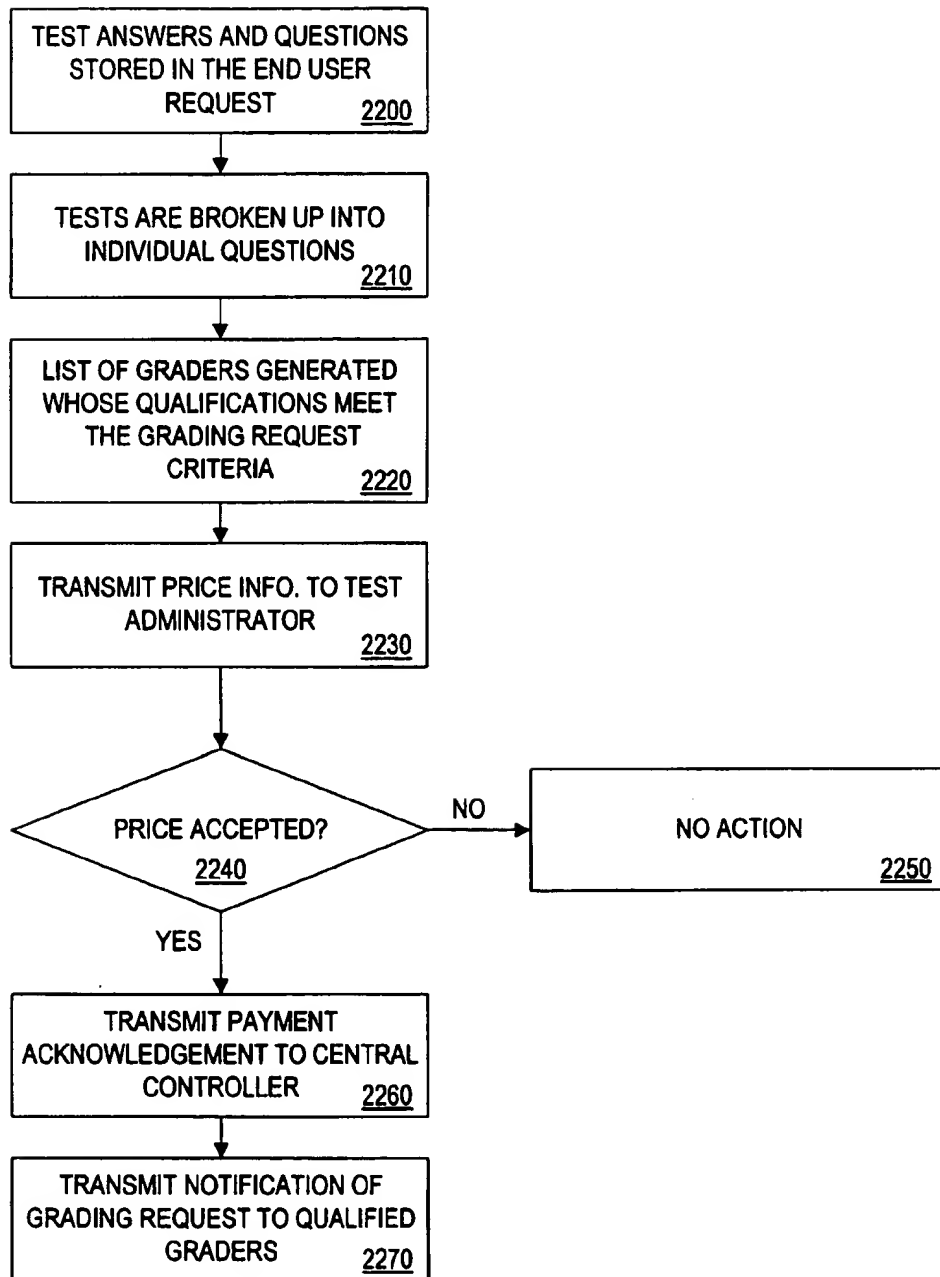 TEST ANSWERS AND QUESTIONS
STORED IN THE END USER
REQUEST
2200
TESTS ARE BROKEN UP INTO
INDIVIDUAL QUESTIONS
2210
LIST OF GRADERS GENERATED
WHOSE QUALIFICATIONS MEET
THE GRADING REQUEST
CRITERIA
2220
TRANSMIT PRICE INFO. TO TEST
ADMINISTRATOR
2230
PRICE ACCEPTED?
2240
NO
NO ACTION
2250
YES
TRANSMIT PAYMENT
ACKNOWLEDGEMENT TO CENTRAL
CONTROLLER
2260
TRANSMIT NOTIFICATION OF
GRADING REQUEST TO QUALIFIED
GRADERS
2270